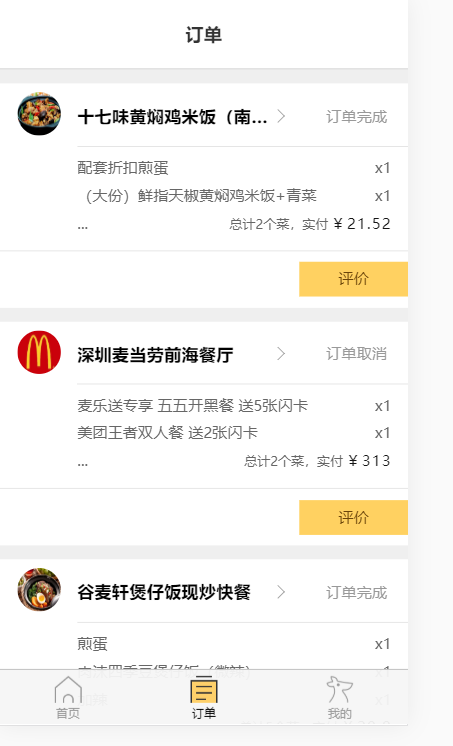 订单
十七味黄焖鸡米饭（南...
订单完成
配套折扣煎蛋 x1
（大份）鲜指天椒黄焖鸡米饭+青菜 x1
... 总计2个菜，实付 ¥ 21.52
评价
深圳麦当劳前海餐厅
订单取消
麦乐送专享 五五开黑餐 送5张闪卡 x1
美团王者双人餐 送2张闪卡 x1
... 总计2个菜，实付 ¥ 313
评价
谷麦轩煲仔饭现炒快餐
订单完成
煎蛋 x1
首页 订单 我的